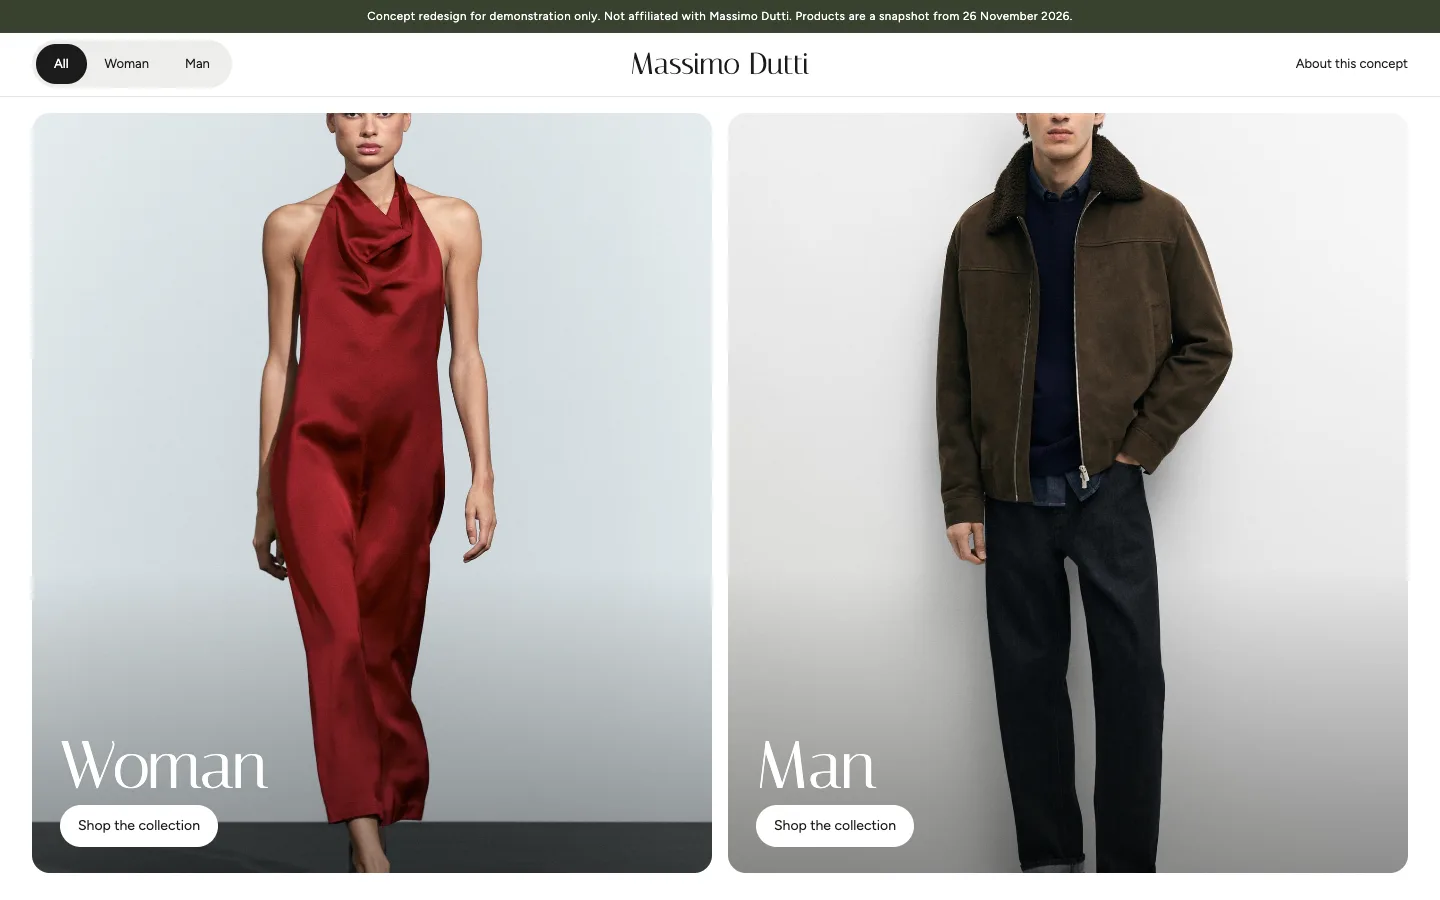 Concept redesign for demonstration only. Not affiliated with Massimo Dutti. Products are a snapshot from 26 November 2026.
All
Woman
Man
Massimo Dutti
About this concept
Woman
Shop the collection
Man
Shop the collection